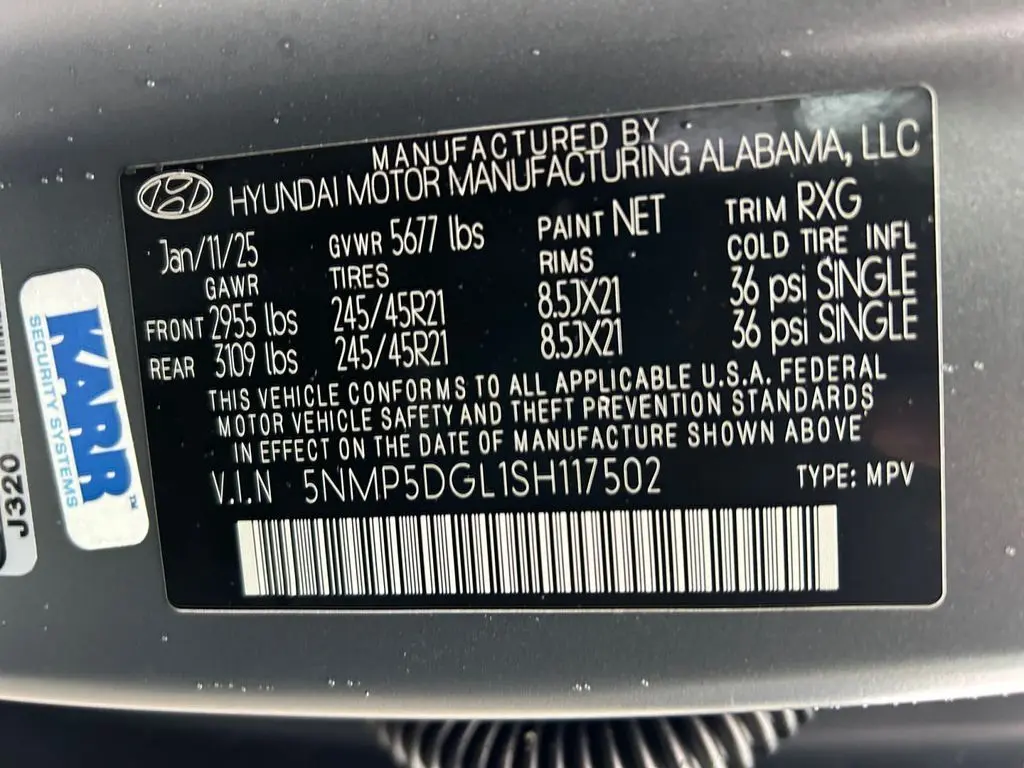 MANUFACTURED BY
HYUNDAI MOTOR MANUFACTURING ALABAMA, LLC
Jan/11/25 GVWR 5677 lbs PAINT NET TRIM RXG
GAWR TIRES RIMS COLD TIRE INFL
FRONT 2955 lbs 245/45R21 8.5JX21 36 psi SINGLE
REAR 3109 lbs 245/45R21 8.5JX21 36 psi SINGLE
THIS VEHICLE CONFORMS TO ALL APPLICABLE U.S.A. FEDERAL
MOTOR VEHICLE SAFETY AND THEFT PREVENTION STANDARDS
IN EFFECT ON THE DATE OF MANUFACTURE SHOWN ABOVE
V.I.N 5NMP5DGL1SH117502 TYPE: MPV
KARR™
SECURITY SYSTEMS
J320